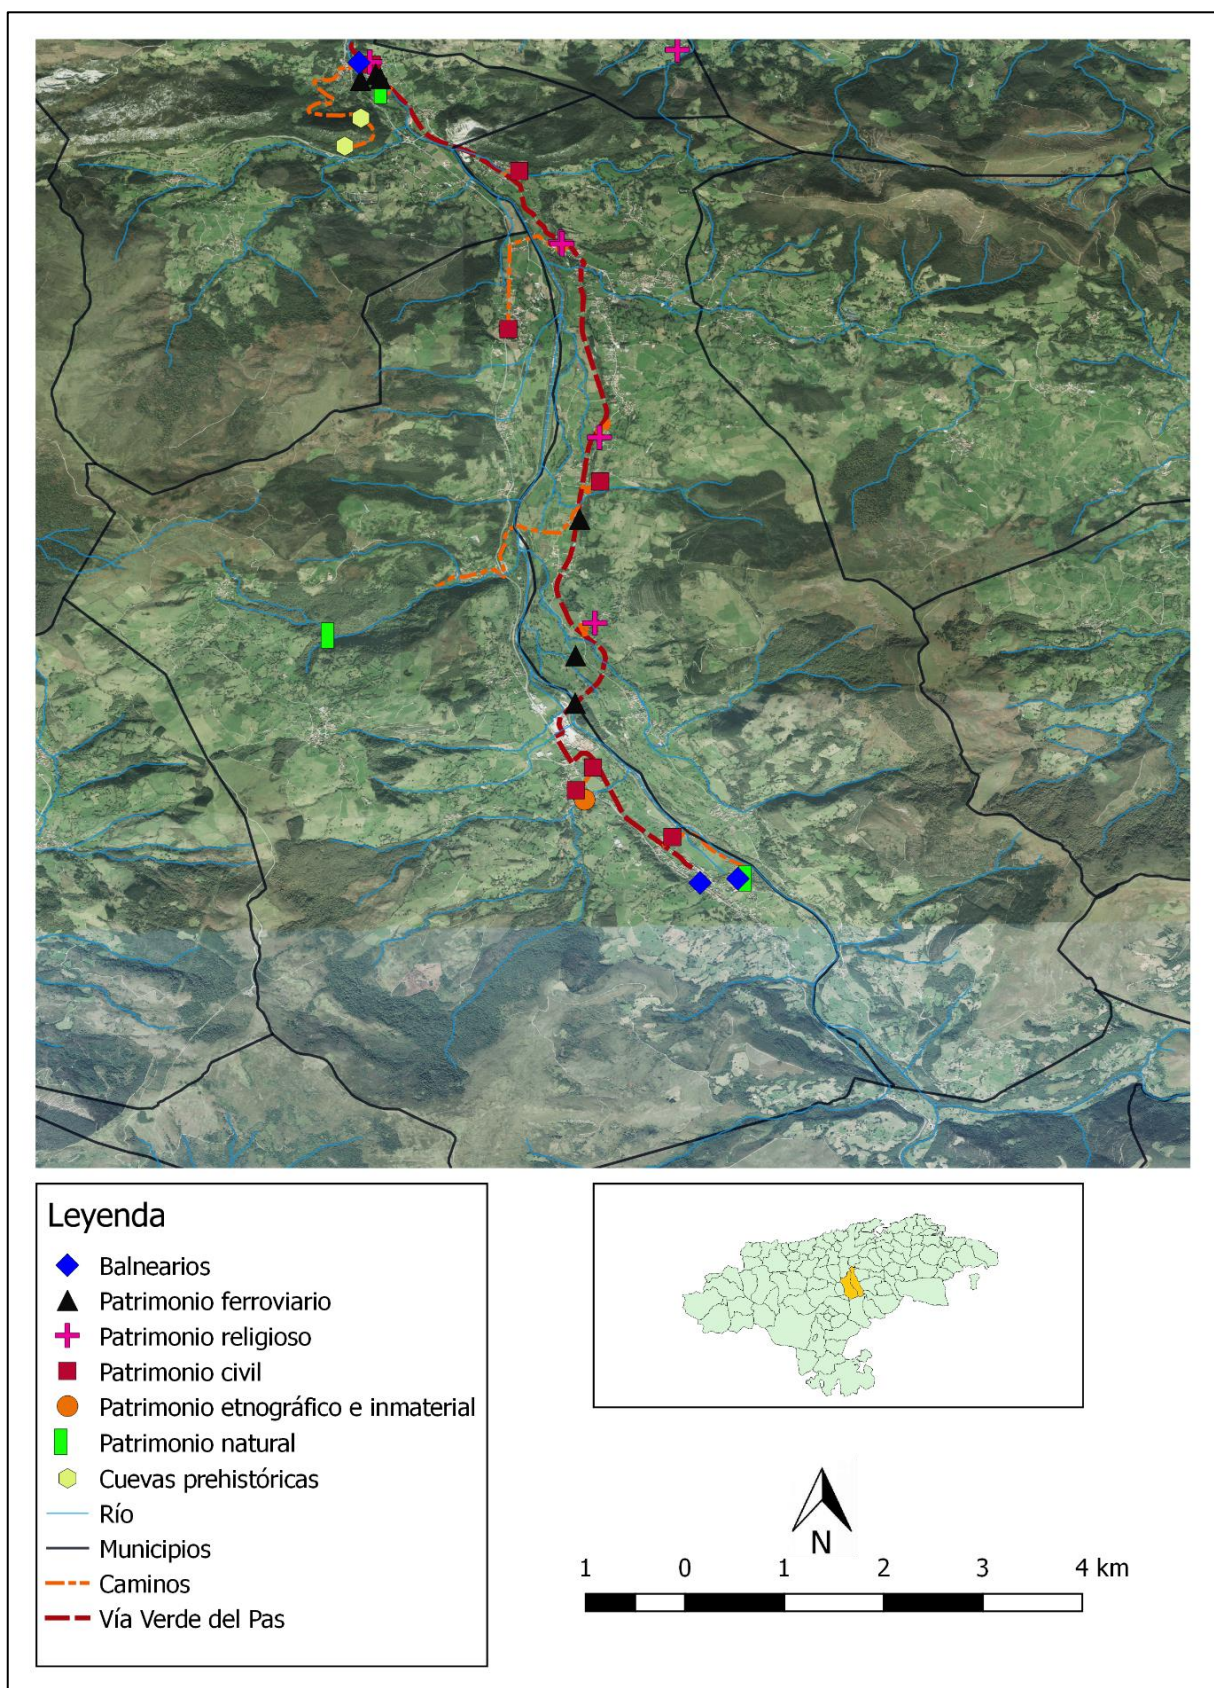 Leyenda
Balnearios
Patrimonio ferroviario
Patrimonio religioso
Patrimonio civil
Patrimonio etnográfico e inmaterial
Patrimonio natural
Cuevas prehistóricas
Río
Municipios
Caminos
Vía Verde del Pas
N
1 0 1 2 3 4 km